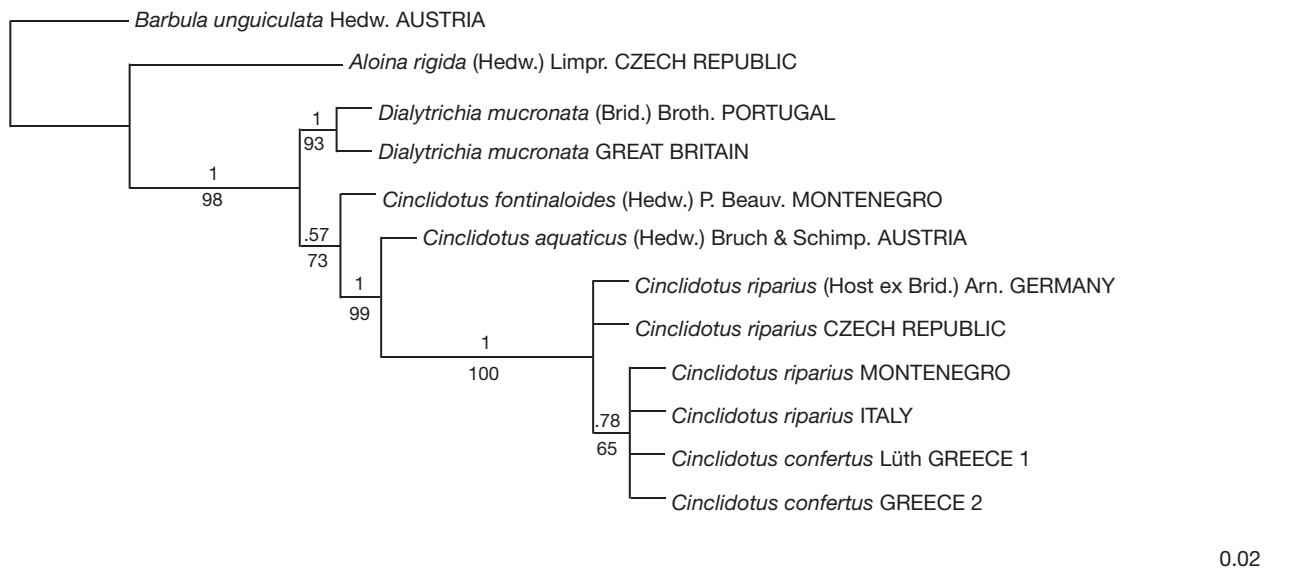 Barbula unguiculata Hedw. AUSTRIA
Aloina rigida (Hedw.) Limpr. CZECH REPUBLIC
Dialytrichia mucronata (Brid.) Broth. PORTUGAL
1
93
Dialytrichia mucronata GREAT BRITAIN
1
98
Cinclidotus fontinaloides (Hedw.) P. Beauv. MONTENEGRO
.57
73
Cinclidotus aquaticus (Hedw.) Bruch & Schimp. AUSTRIA
1
99
Cinclidotus riparius (Host ex Brid.) Arn. GERMANY
Cinclidotus riparius CZECH REPUBLIC
1
100
Cinclidotus riparius MONTENEGRO
Cinclidotus riparius ITALY
.78
65
Cinclidotus confertus Lüth GREECE 1
Cinclidotus confertus GREECE 2
0.02